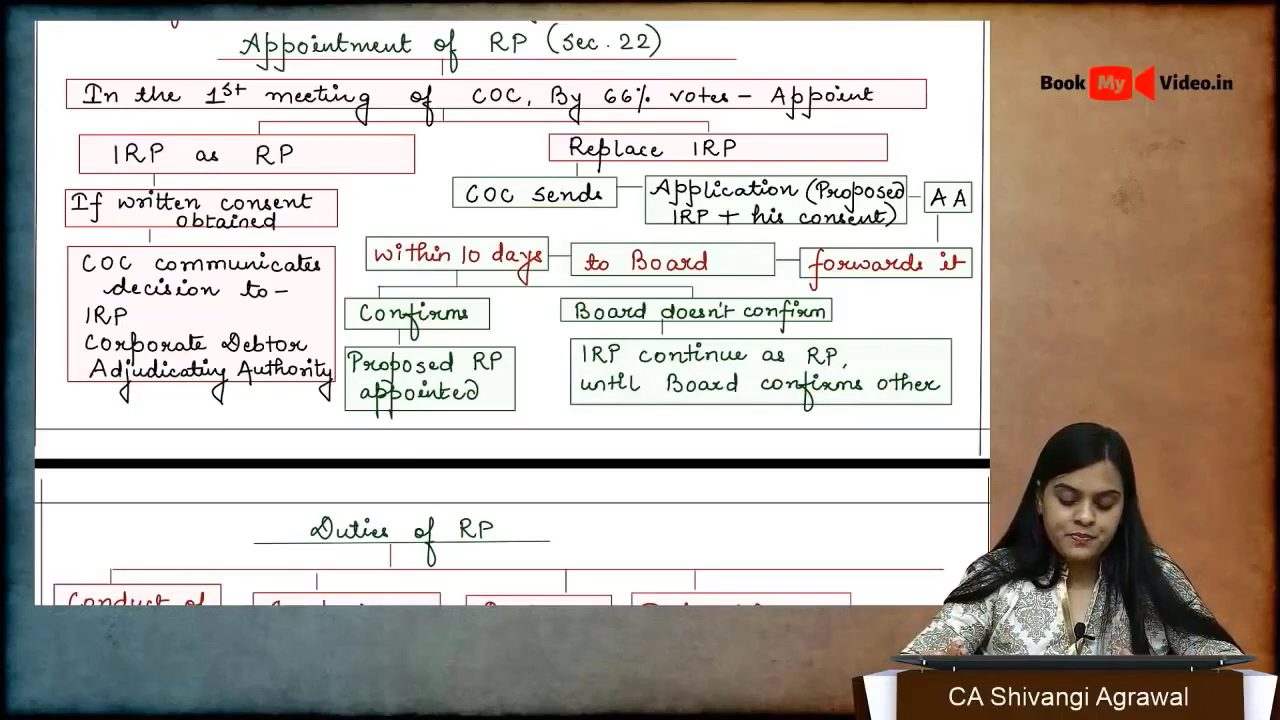 Appointment of RP (Sec. 22)
In the 1st meeting of COC, By 66% votes - Appoint
IRP as RP
Replace IRP
If written consent
obtained
COC sends
Application (Proposed
IRP + his consent)
AA
COC communicates
decision to -
IRP
Corporate Debtor
Adjudicating Authority
within 10 days
to Board
forwards it
Confirms
Board doesn't confirm
Proposed RP
appointed
IRP continue as RP,
until Board confirms other
Duties of RP
Conduct of
Book My Video.in
CA Shivangi Agrawal